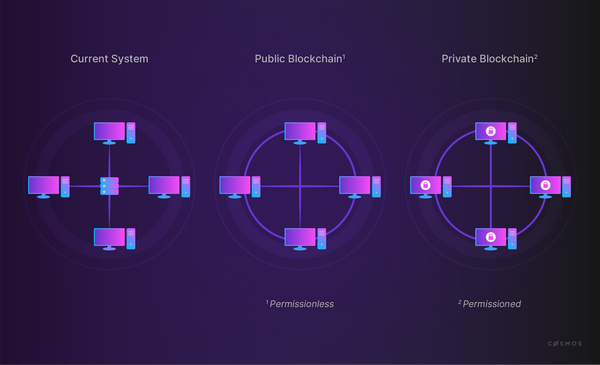 Current System
Public Blockchain¹
Private Blockchain²
¹ Permissionless
² Permissioned
COSMOS